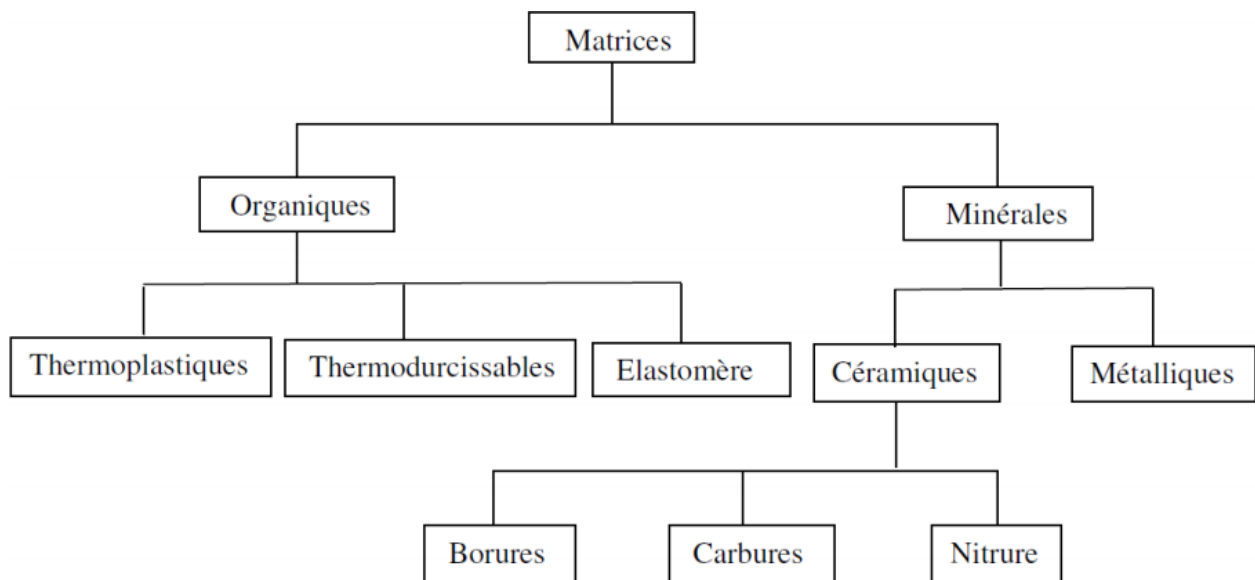 Matrices
Organiques
Minérales
Thermoplastiques
Thermodurcissables
Elastomère
Céramiques
Métalliques
Borures
Carbures
Nitrure